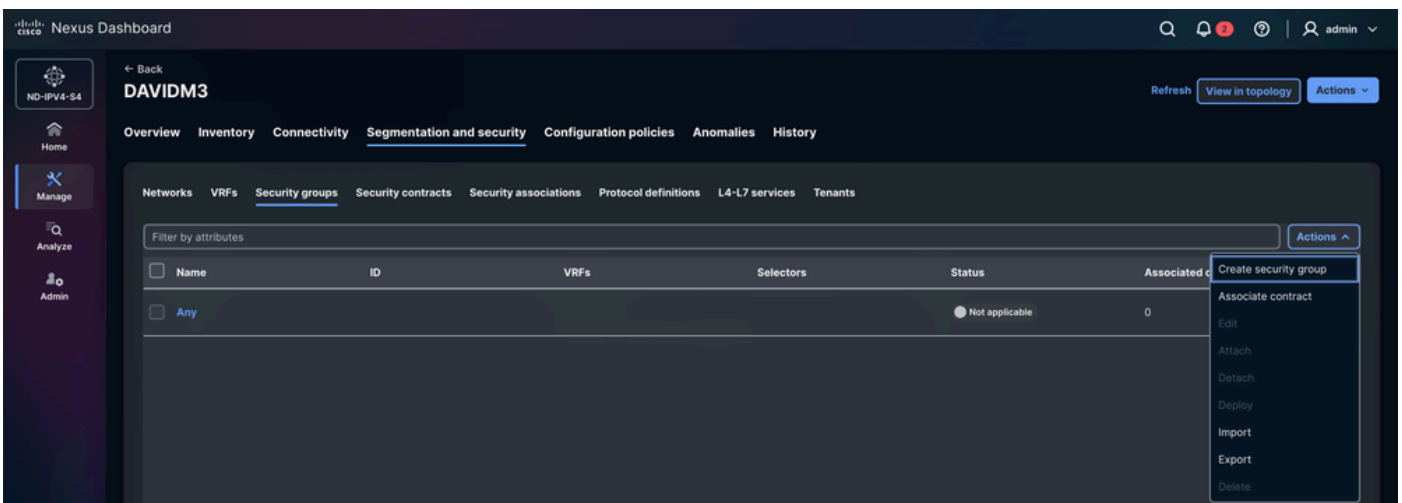 cisco Nexus Dashboard
2
admin
ND-IPV4-S4
Home
Manage
Analyze
Admin
← Back
DAVIDM3
Refresh View in topology Actions
Overview Inventory Connectivity Segmentation and security Configuration policies Anomalies History
Networks VRFs Security groups Security contracts Security associations Protocol definitions L4-L7 services Tenants
Filter by attributes
Actions
Name ID VRFs Selectors Status Associated c
Any Not applicable 0
Create security group
Associate contract
Edit
Attach
Detach
Deploy
Import
Export
Delete